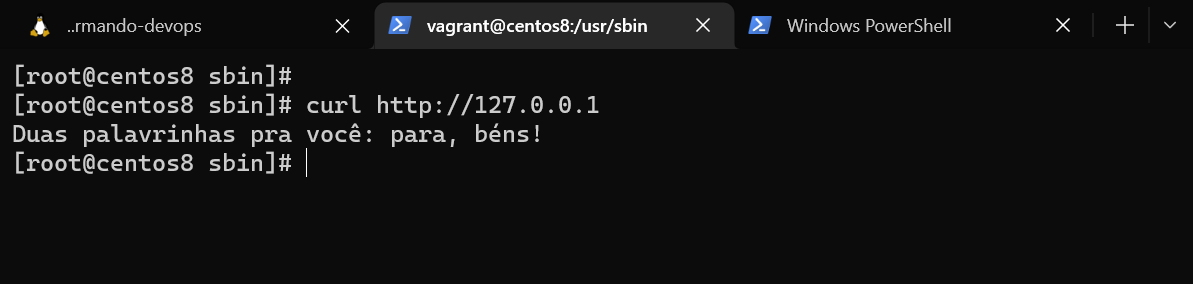 ..rmando-devops vagrant@centos8:/usr/sbin Windows PowerShell
[root@centos8 sbin]#
[root@centos8 sbin]# curl http://127.0.0.1
Duas palavrinhas pra você: para, béns!
[root@centos8 sbin]#